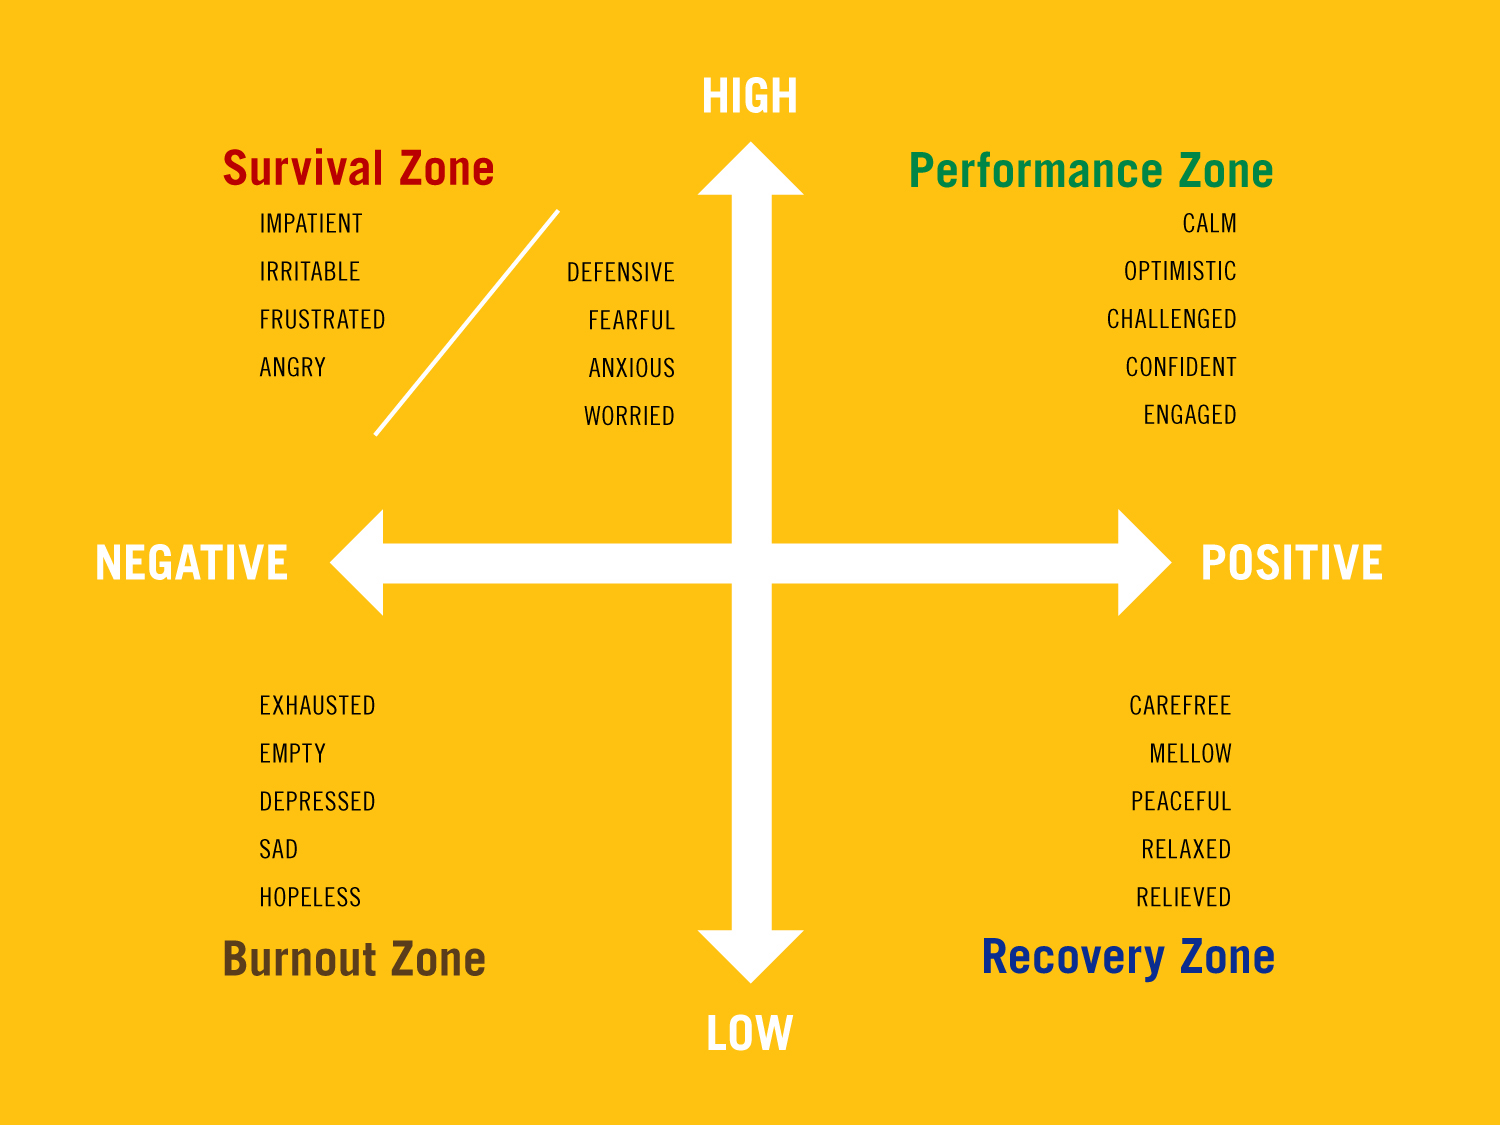 HIGH
Survival Zone
IMPATIENT
IRRITABLE
FRUSTRATED
ANGRY
DEFENSIVE
FEARFUL
ANXIOUS
WORRIED
Performance Zone
CALM
OPTIMISTIC
CHALLENGED
CONFIDENT
ENGAGED
NEGATIVE
POSITIVE
EXHAUSTED
EMPTY
DEPRESSED
SAD
HOPELESS
Burnout Zone
CAREFREE
MELLOW
PEACEFUL
RELAXED
RELIEVED
Recovery Zone
LOW